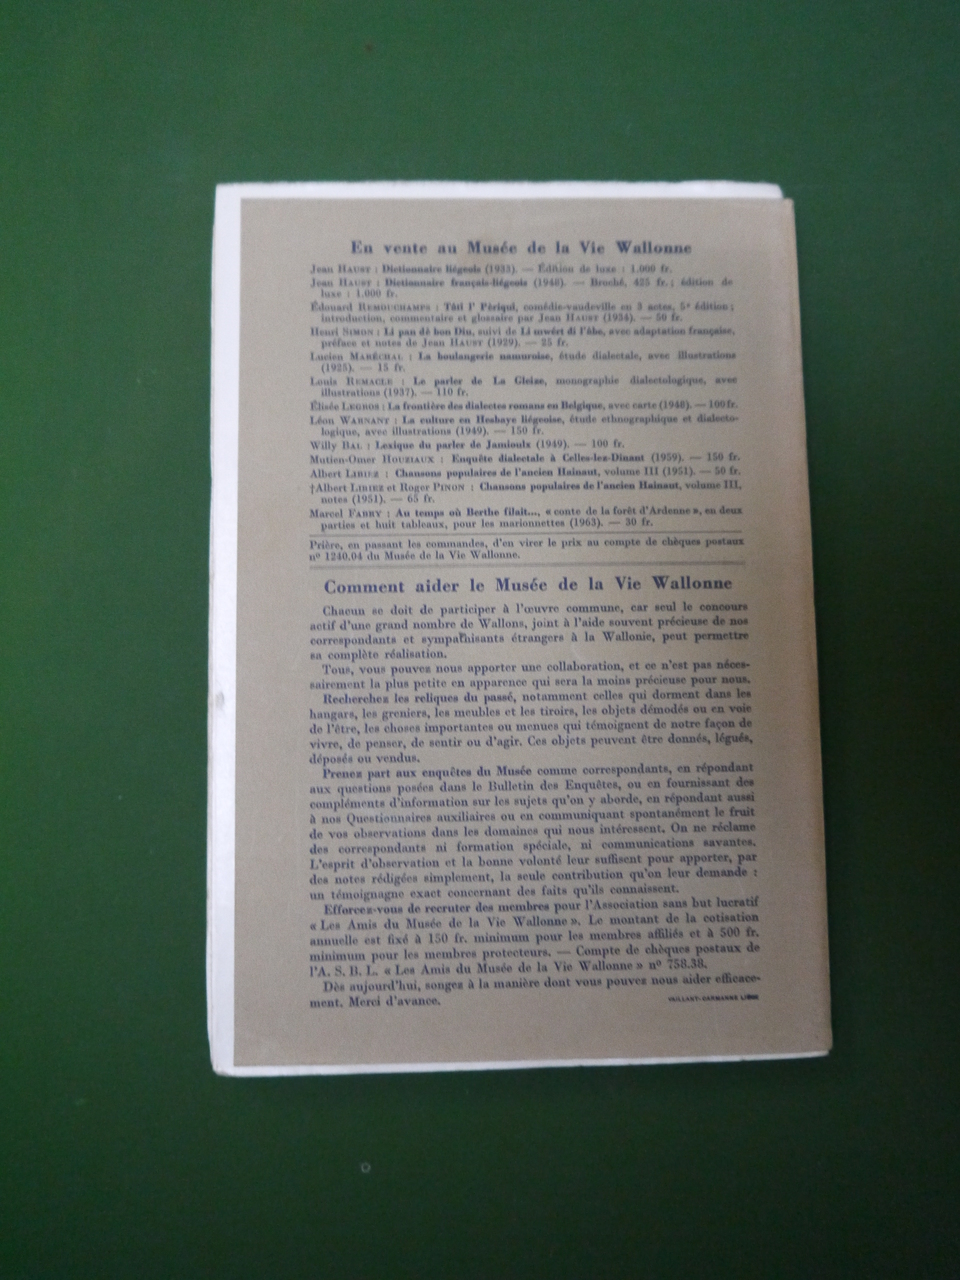 En vente au Musée de la Vie Wallonne
Jean HAUST : Dictionnaire liégeois (1933). — Édition de luxe : 1.000 fr.
Jean HAUST : Dictionnaire français-liégeois (1948). — Broché, 425 fr. ; édition de
luxe : 1.000 fr.
Édouard REMOUCHAMPS : Tâti l' Pèriquî, comédie-vaudeville en 3 actes, 5e édition ;
introduction, commentaire et glossaire par Jean HAUST (1934). — 50 fr.
Henri SIMON : Li pan dè bon Diu, suivi de Li mwért di l'âbe, avec adaptation française,
préface et notes de Jean HAUST (1929). — 25 fr.
Lucien MARÉCHAL : La boulangerie namuroise, étude dialectale, avec illustrations
(1925). — 15 fr.
Louis REMACLE : Le parler de La Gleize, monographie dialectologique, avec
illustrations (1937). — 110 fr.
Élisée LEGROS : La frontière des dialectes romans en Belgique, avec carte (1948). — 100 fr.
Léon WARNANT : La culture en Hesbaye liégeoise, étude ethnographique et dialecto-
logique, avec illustrations (1949). — 150 fr.
Willy BAL : Lexique du parler de Jamioulx (1949). — 100 fr.
Mutien-Omer HOUZIAUX : Enquête dialectale à Celles-lez-Dinant (1959). — 150 fr.
Albert LIBIEZ : Chansons populaires de l'ancien Hainaut, volume III (1951). — 50 fr.
†Albert LIBIEZ et Roger PINON : Chansons populaires de l'ancien Hainaut, volume III,
notes (1951). — 65 fr.
Marcel FABRY : Au temps où Berthe filait..., « conte de la forêt d'Ardenne », en deux
parties et huit tableaux, pour les marionnettes (1963). — 30 fr.
Prière, en passant les commandes, d'en virer le prix au compte de chèques postaux
nº 1240.04 du Musée de la Vie Wallonne.
Comment aider le Musée de la Vie Wallonne
Chacun se doit de participer à l'œuvre commune, car seul le concours
actif d'une grand nombre de Wallons, joint à l'aide souvent précieuse de nos
correspondants et sympathisants étrangers à la Wallonie, peut permettre
sa complète réalisation.
Tous, vous pouvez nous apporter une collaboration, et ce n'est pas néces-
sairement la plus petite en apparence qui sera la moins précieuse pour nous.
Recherchez les reliques du passé, notamment celles qui dorment dans les
hangars, les greniers, les meubles et les tiroirs, les objets démodés ou en voie
de l'être, les choses importantes ou menues qui témoignent de notre façon de
vivre, de penser, de sentir ou d'agir. Ces objets peuvent être donnés, légués,
déposés ou vendus.
Prenez part aux enquêtes du Musée comme correspondants, en répondant
aux questions posées dans le Bulletin des Enquêtes, ou en fournissant des
compléments d'information sur les sujets qu'on y aborde, en répondant aussi
à nos Questionnaires auxiliaires ou en communiquant spontanément le fruit
de vos observations dans les domaines qui nous intéressent. On ne réclame
des correspondants ni formation spéciale, ni communications savantes.
L'esprit d'observation et la bonne volonté leur suffisent pour apporter, par
des notes rédigées simplement, la seule contribution qu'on leur demande :
un témoignagne exact concernant des faits qu'ils connaissent.
Efforcez-vous de recruter des membres pour l'Association sans but lucratif
« Les Amis du Musée de la Vie Wallonne ». Le montant de la cotisation
annuelle est fixé à 150 fr. minimum pour les membres affiliés et à 500 fr.
minimum pour les membres protecteurs. — Compte de chèques postaux de
l'A. S. B. L. « Les Amis du Musée de la Vie Wallonne » nº 758.38.
Dès aujourd'hui, songez à la manière dont vous pouvez nous aider efficace-
ment. Merci d'avance.
VAILLANT-CARMANNE LIÈGE